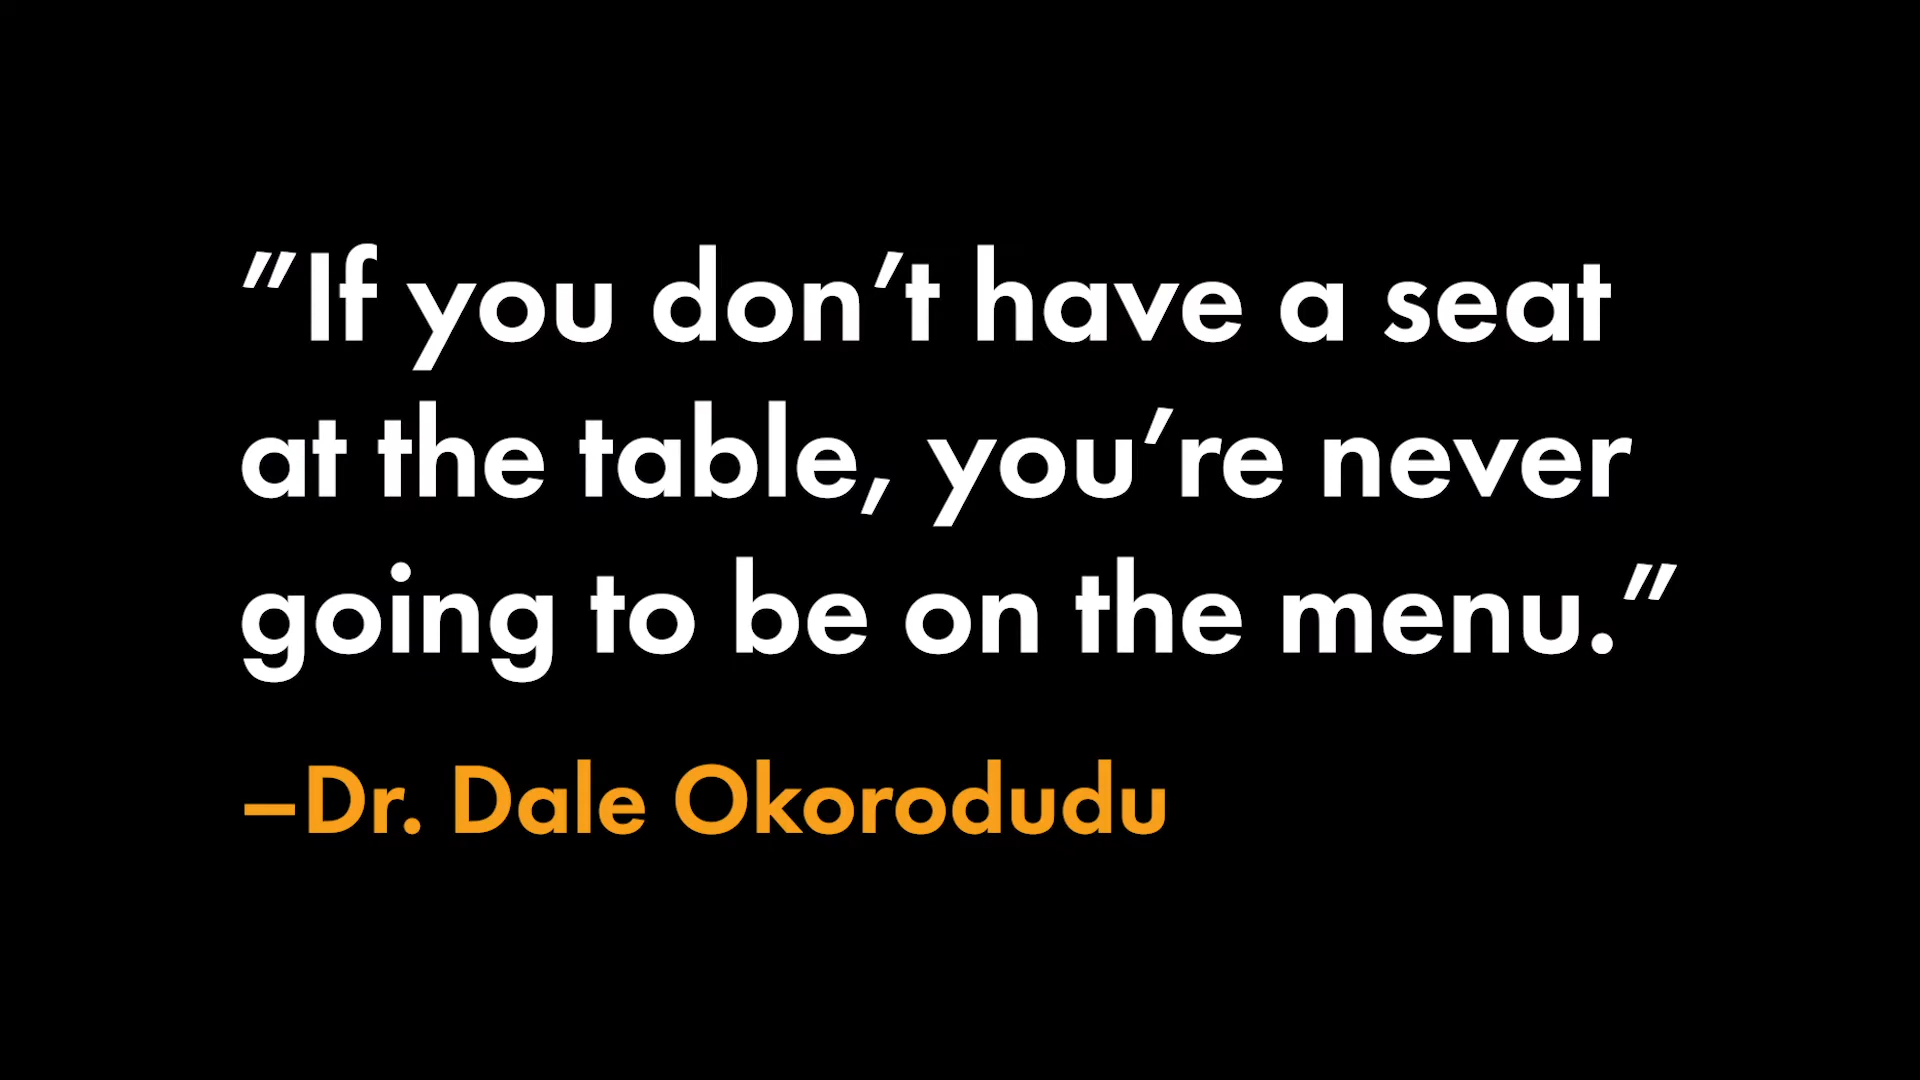 ”If you don’t have a seat
at the table, you’re never
going to be on the menu.”
–Dr. Dale Okorodudu